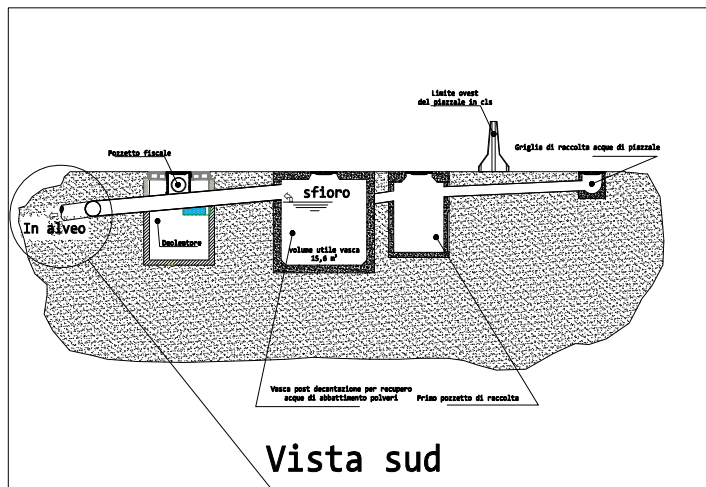 Limite ovest
del piazzale in cls
Griglia di raccolta acque di piazzale
Pozzetto fiscale
sfioro
In alveo
Disoleatore
volume utile vasca
15,6 m³
Vasca post decantazione per recupero
acque di abbattimento polveri
Primo pozzetto di raccolta
Vista sud